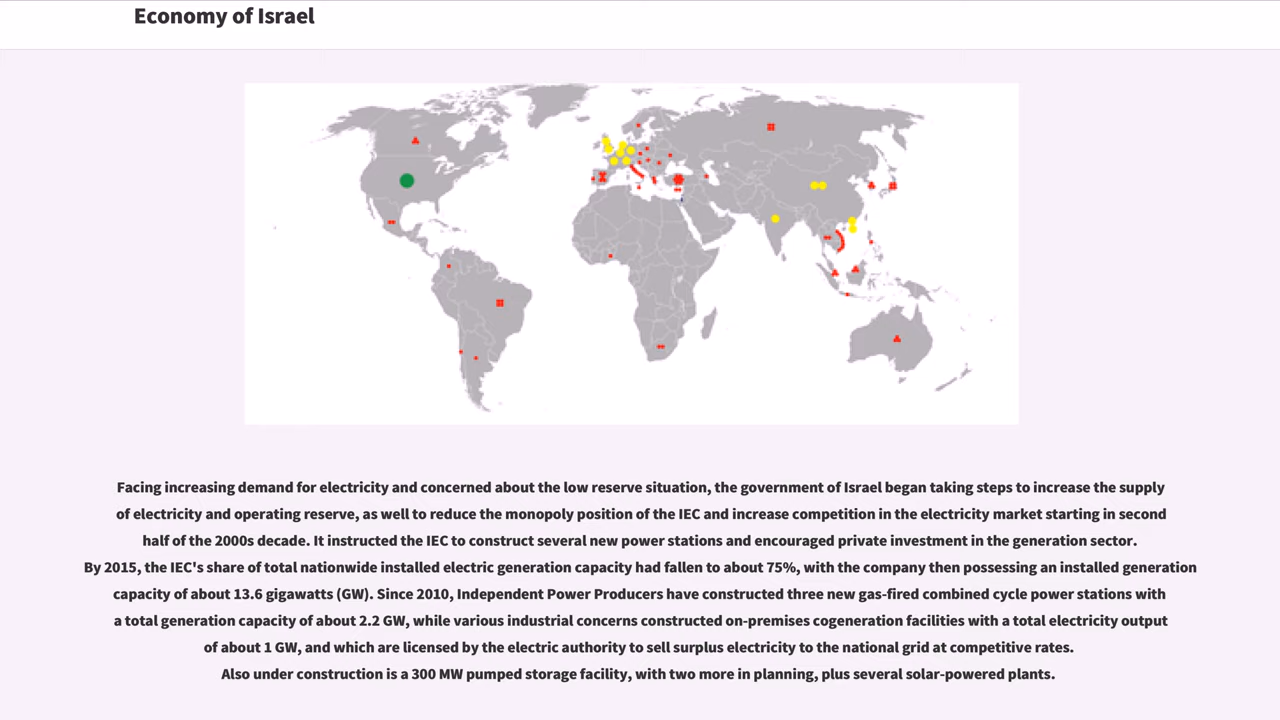 Economy of Israel
Facing increasing demand for electricity and concerned about the low reserve situation, the government of Israel began taking steps to increase the supply
of electricity and operating reserve, as well to reduce the monopoly position of the IEC and increase competition in the electricity market starting in second
half of the 2000s decade. It instructed the IEC to construct several new power stations and encouraged private investment in the generation sector.
By 2015, the IEC's share of total nationwide installed electric generation capacity had fallen to about 75%, with the company then possessing an installed generation
capacity of about 13.6 gigawatts (GW). Since 2010, Independent Power Producers have constructed three new gas-fired combined cycle power stations with
a total generation capacity of about 2.2 GW, while various industrial concerns constructed on-premises cogeneration facilities with a total electricity output
of about 1 GW, and which are licensed by the electric authority to sell surplus electricity to the national grid at competitive rates.
Also under construction is a 300 MW pumped storage facility, with two more in planning, plus several solar-powered plants.